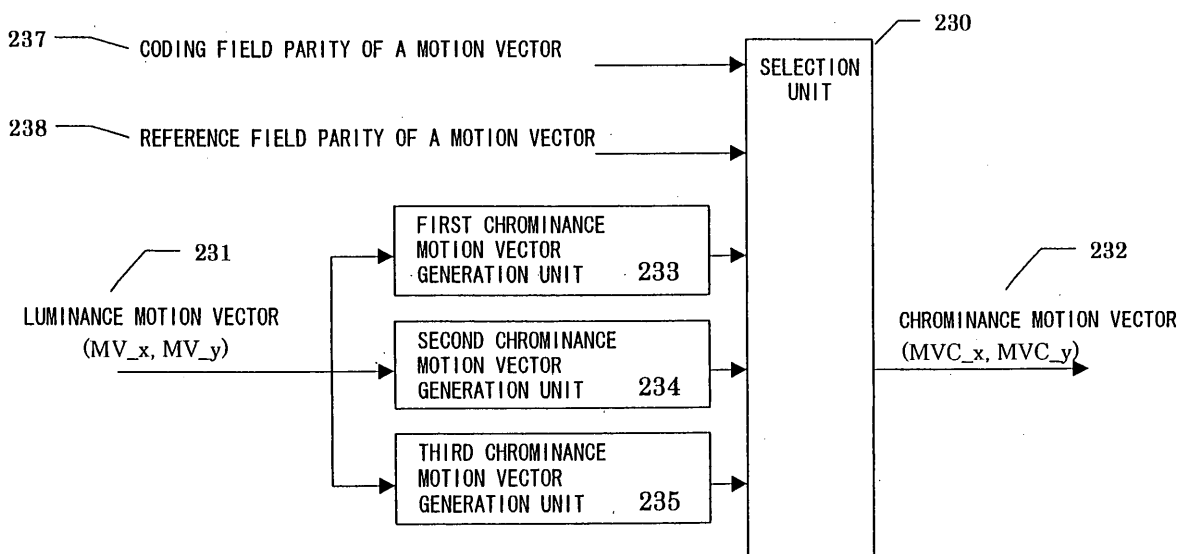 237 CODING FIELD PARITY OF A MOTION VECTOR
230
SELECTION
UNIT
238 REFERENCE FIELD PARITY OF A MOTION VECTOR
FIRST CHROMINANCE
MOTION VECTOR
GENERATION UNIT 233
231
LUMINANCE MOTION VECTOR
(MV_x, MV_y)
SECOND CHROMINANCE
MOTION VECTOR
GENERATION UNIT 234
232
CHROMINANCE MOTION VECTOR
(MVC_x, MVC_y)
THIRD CHROMINANCE
MOTION VECTOR
GENERATION UNIT 235